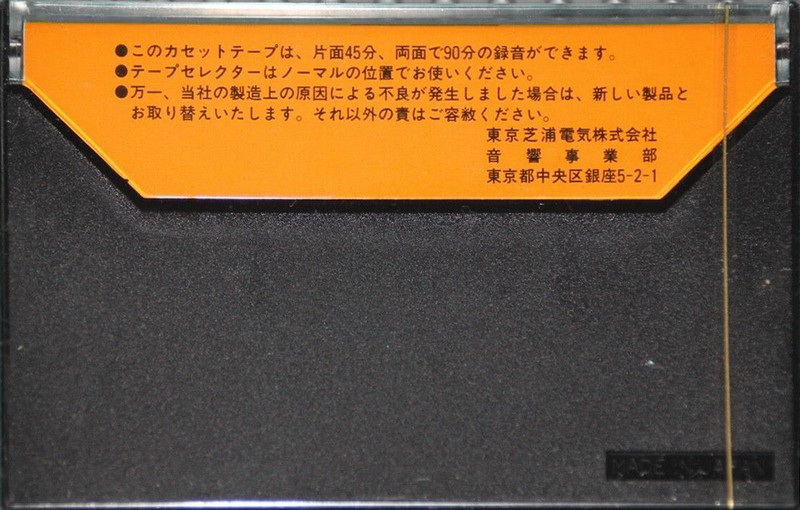 ●このカセットテープは、片面45分、両面で90分の録音ができます。
●テープセレクターはノーマルの位置でお使いください。
●万一、当社の製造上の原因による不良が発生しました場合は、新しい製品と
お取り替えいたします。それ以外の責はご容赦ください。
東京芝浦電気株式会社
音響事業部
東京都中央区銀座5-2-1
MADE IN JAPAN